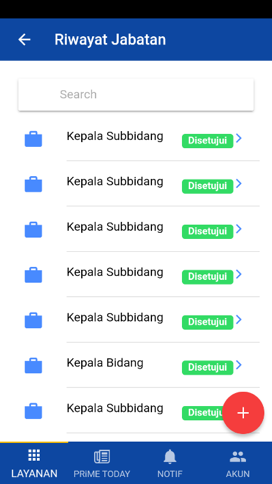 Riwayat Jabatan
Search
Kepala Subbidang
Disetujui
Kepala Subbidang
Disetujui
Kepala Subbidang
Disetujui
Kepala Subbidang
Disetujui
Kepala Subbidang
Disetujui
Kepala Bidang
Disetujui
Kepala Subbidang
Disetuju
LAYANAN PRIME TODAY NOTIF AKUN